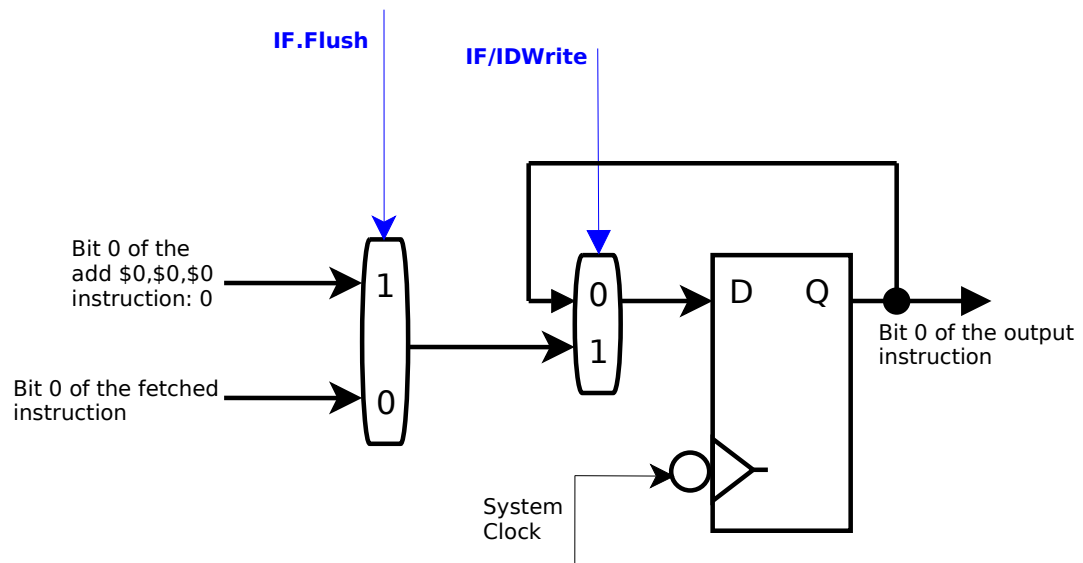 IF.Flush
IF/IDWrite
Bit 0 of the
add $0,$0,$0
instruction: 0
1
0
Bit 0 of the fetched
instruction
0
1
D
Q
Bit 0 of the output
instruction
System
Clock